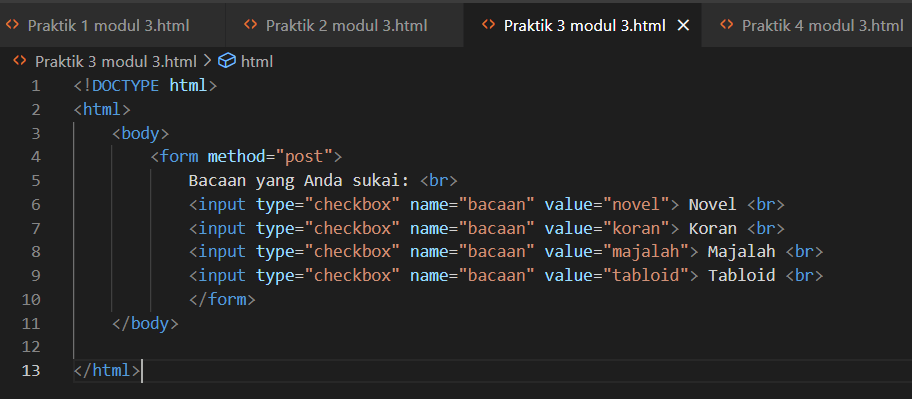 <> Praktik 1 modul 3.html <> Praktik 2 modul 3.html <> Praktik 3 modul 3.html × <> Praktik 4 modul 3.html
<> Praktik 3 modul 3.html > html
1 <!DOCTYPE html>
2 <html>
3 <body>
4 <form method="post">
5 Bacaan yang Anda sukai: <br>
6 <input type="checkbox" name="bacaan" value="novel"> Novel <br>
7 <input type="checkbox" name="bacaan" value="koran"> Koran <br>
8 <input type="checkbox" name="bacaan" value="majalah"> Majalah <br>
9 <input type="checkbox" name="bacaan" value="tabloid"> Tabloid <br>
10 </form>
11 </body>
12
13 </html>